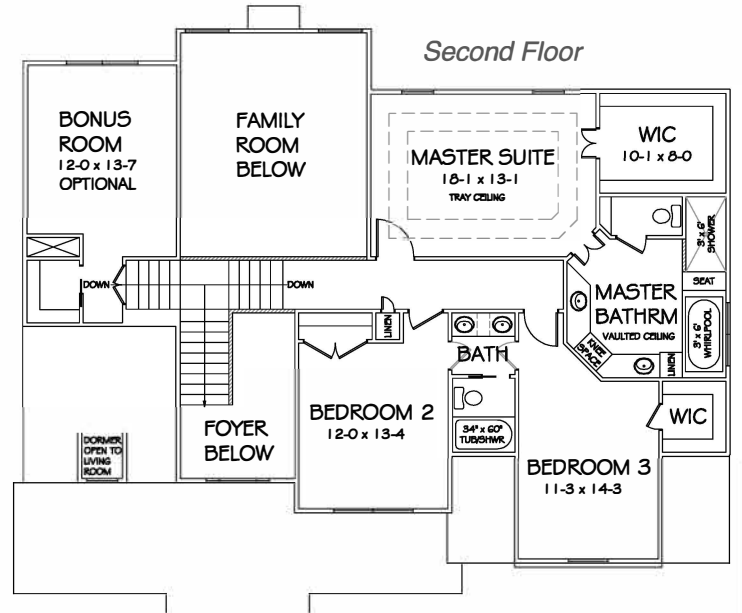 Second Floor
BONUS
ROOM
12-0 x 13-7
OPTIONAL
FAMILY
ROOM
BELOW
MASTER SUITE
18-1 x 13-1
TRAY CEILING
WIC
10-1 x 8-0
3' x 6'
SHOWER
SEAT
DOWN
DOWN
MASTER
BATHRM
VAULTED CEILING
3' x 6'
WHIRLPOOL
KNEE
SPACE
LINEN
LINEN
BATH
34" x 60"
TUB/SHWR
BEDROOM 2
12-0 x 13-4
FOYER
BELOW
WIC
DORMER
OPEN TO
LIVING
ROOM
BEDROOM 3
11-3 x 14-3